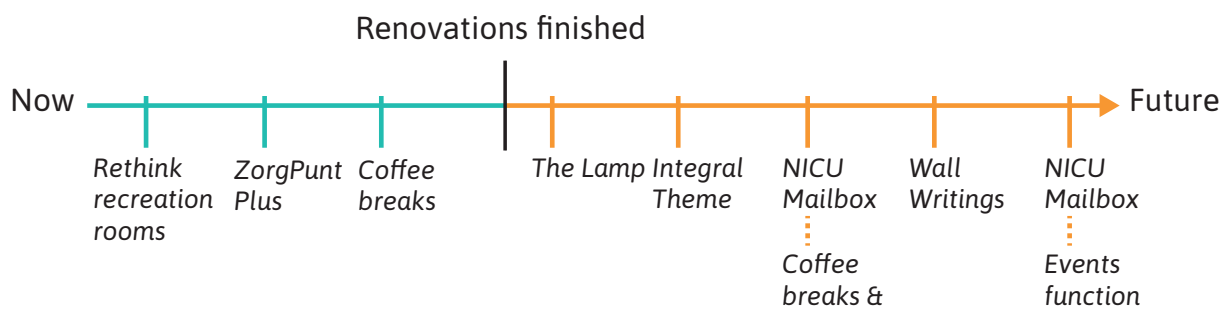 Renovations finished
Now
Future
Rethink
recreation
rooms
ZorgPunt
Plus
Coffee
breaks
The Lamp
Integral
Theme
NICU
Mailbox
Coffee
breaks &
Wall
Writings
NICU
Mailbox
Events
function